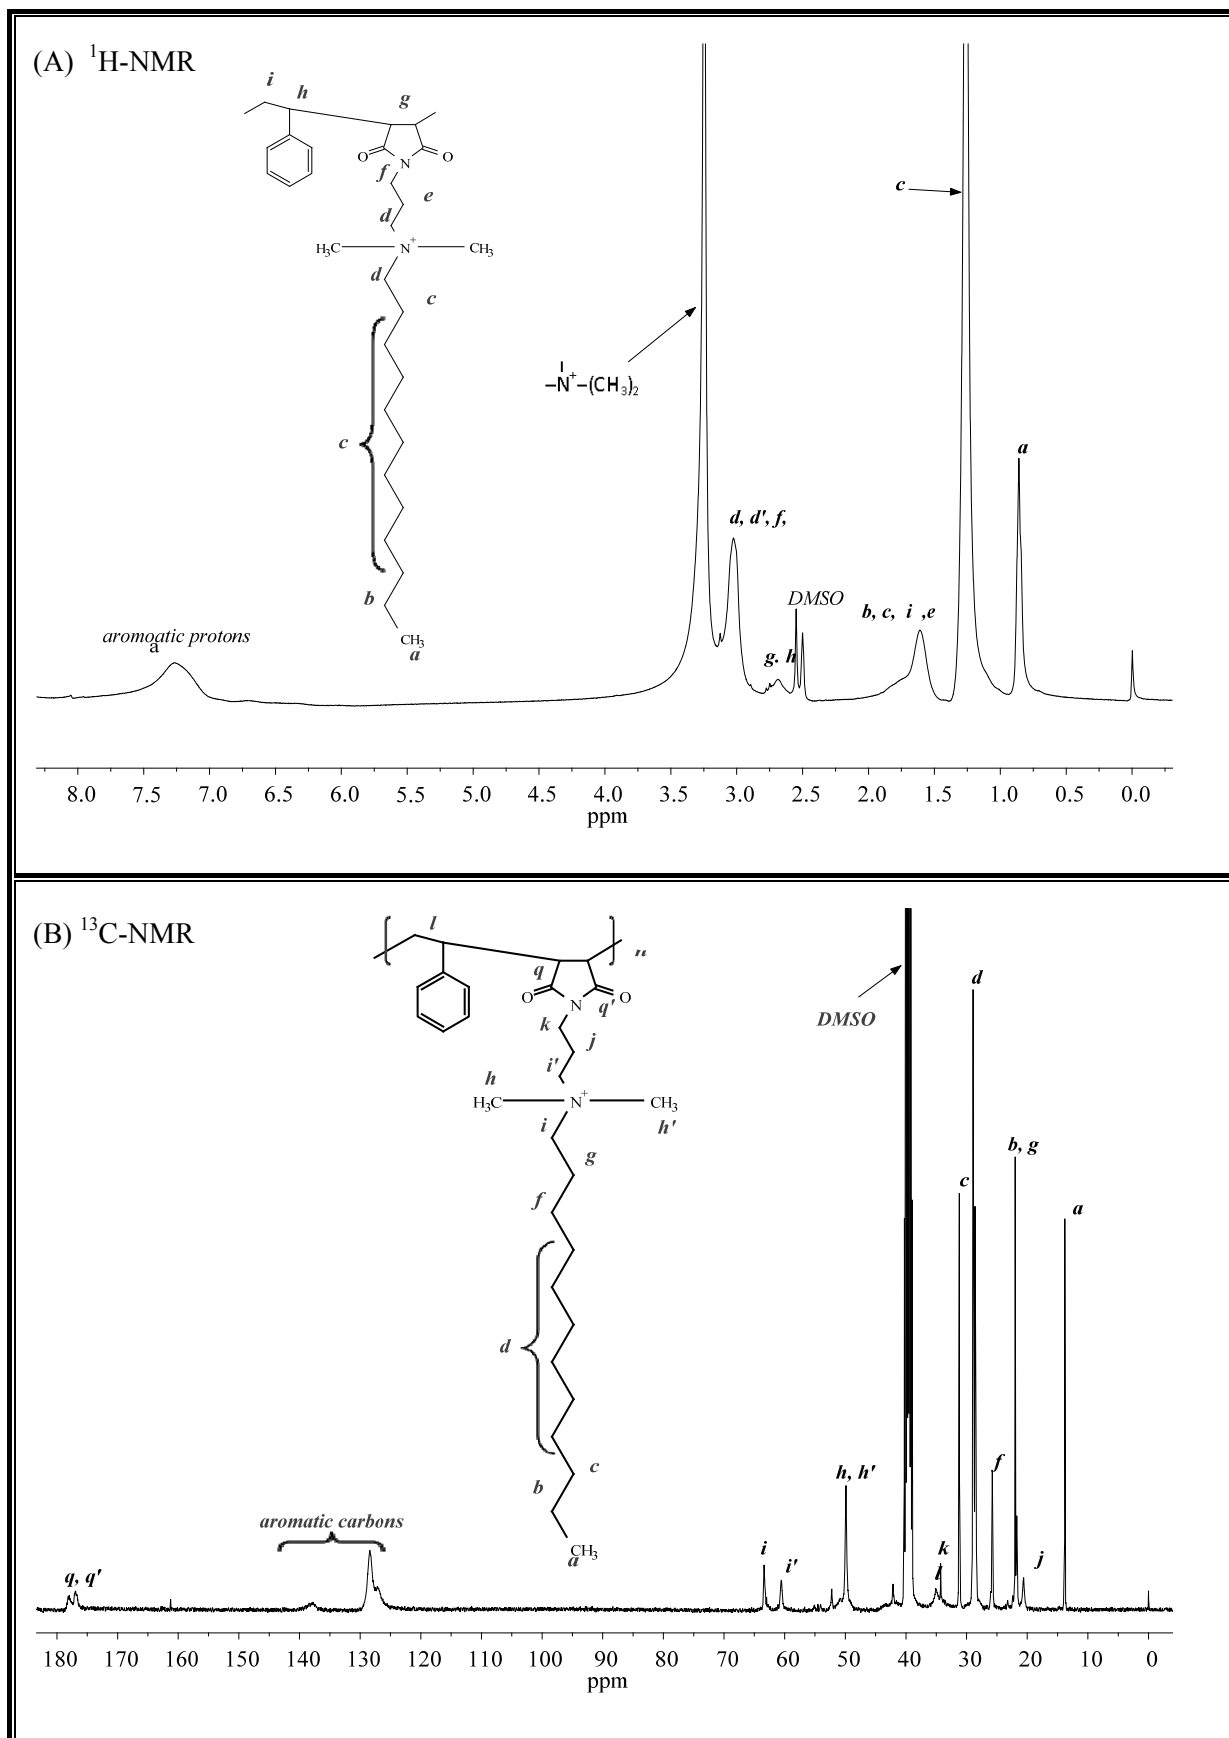 (A) ¹H-NMR
i
h
g
O
N
O
f
e
d
H₃C
N⁺
CH₃
d
c
c
b
CH₃
a
–N⁺–(CH₃)₂
c
a
d, d', f,
DMSO
b, c, i ,e
g. h
aromoatic protons
a
8.0 7.5 7.0 6.5 6.0 5.5 5.0 4.5 4.0 3.5 3.0 2.5 2.0 1.5 1.0 0.5 0.0
ppm
(B) ¹³C-NMR
l
n
q
O
N
q'
O
k
j
i'
h
H₃C
N⁺
CH₃
h'
i
g
f
d
c
b
CH₃
a
DMSO
d
b, g
c
a
f
h, h'
aromatic carbons
q, q'
i
i'
k
l
j
180 170 160 150 140 130 120 110 100 90 80 70 60 50 40 30 20 10 0
ppm